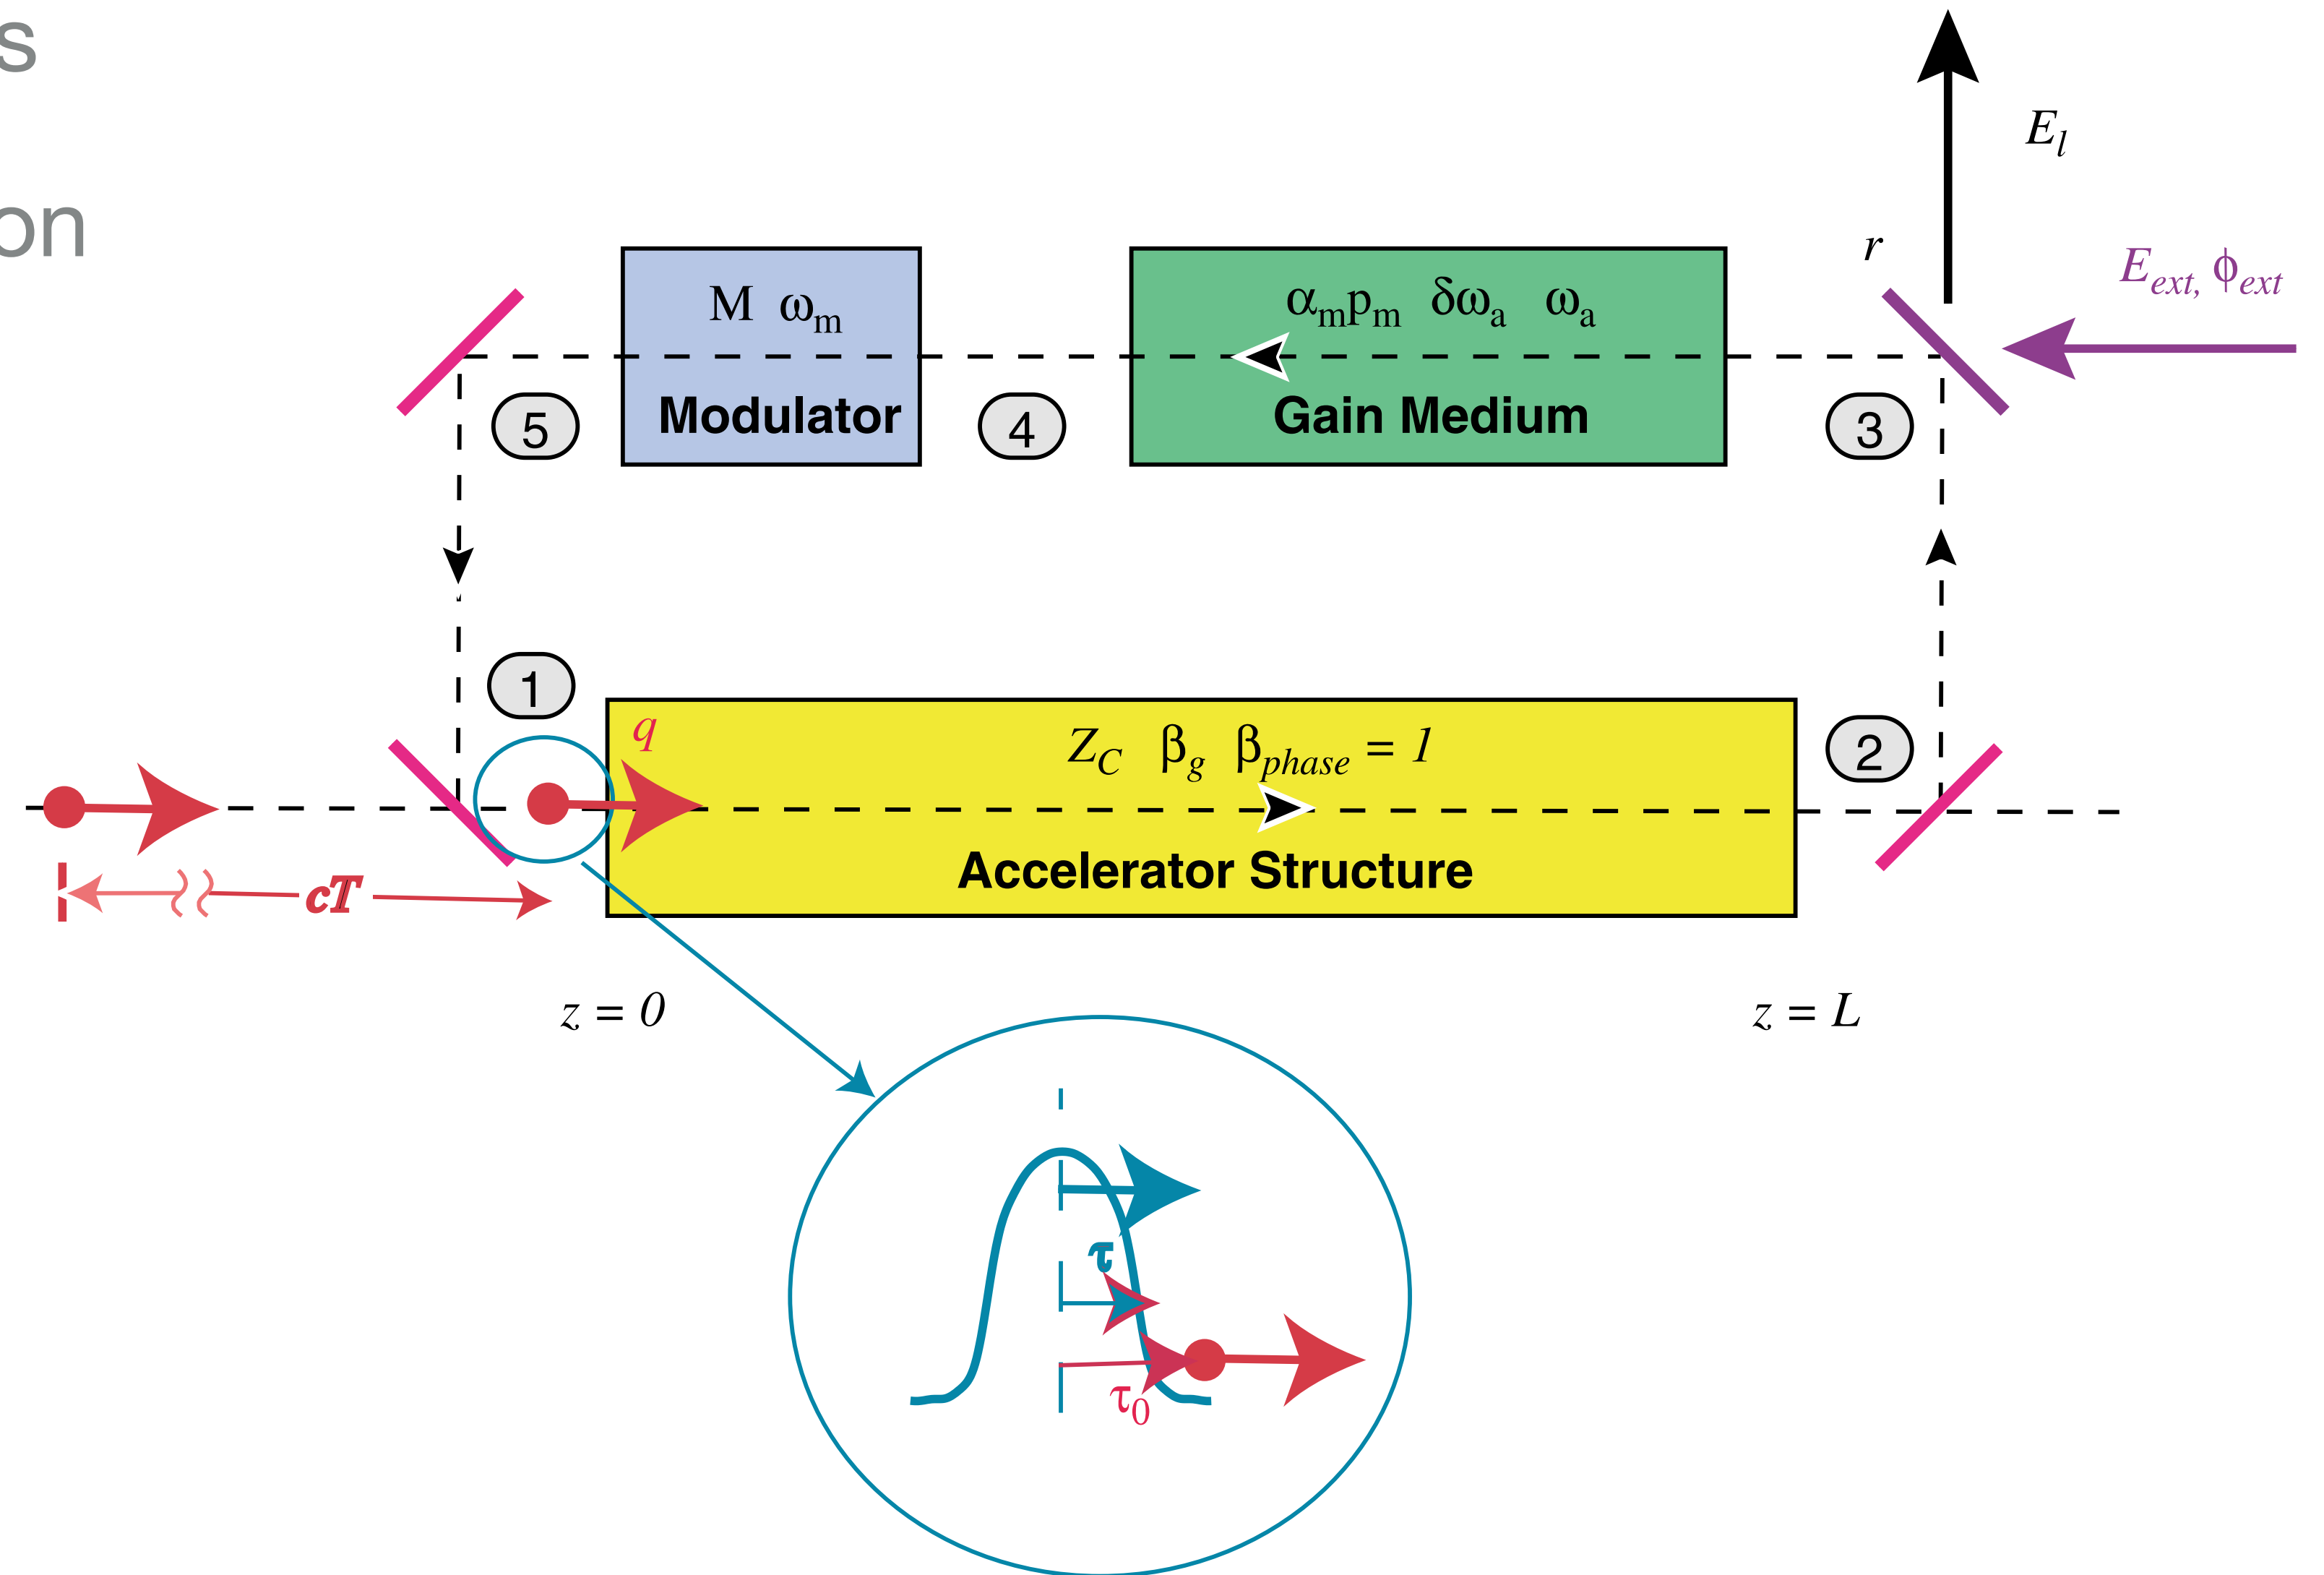 s
on
E_l
r
E_ext, ϕ_ext
M ω_m
Modulator
α_m p_m δω_a ω_a
Gain Medium
5
4
3
1
2
q
Z_C β_g β_phase = 1
Accelerator Structure
cT
z = 0
z = L
τ
τ_0